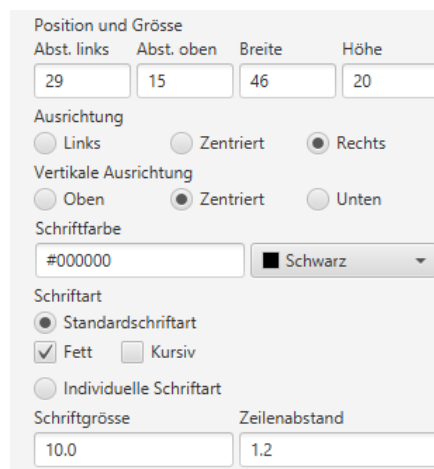 Position und Grösse
Abst. links Abst. oben Breite Höhe
29 15 46 20
Ausrichtung
Links Zentriert Rechts
Vertikale Ausrichtung
Oben Zentriert Unten
Schriftfarbe
#000000 Schwarz
Schriftart
Standardschriftart
Fett Kursiv
Individuelle Schriftart
Schriftgrösse Zeilenabstand
10.0 1.2